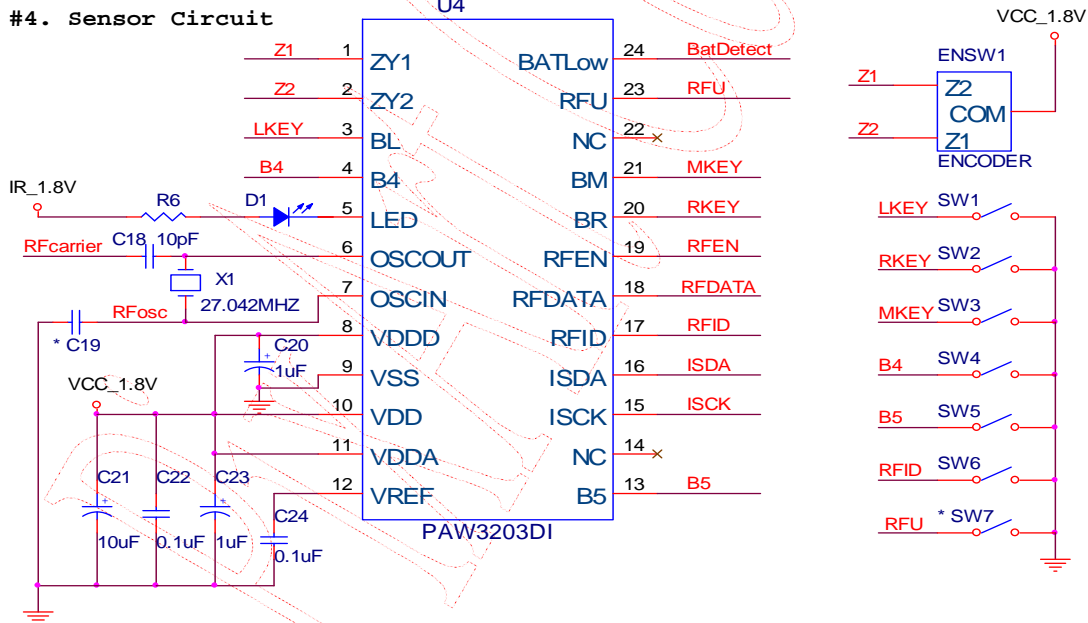 #4. Sensor Circuit
U4
VCC_1.8V
Z1 1 ZY1
Z2 2 ZY2
LKEY 3 BL
B4 4 B4
IR_1.8V
R6
D1
5 LED
RFcarrier
C18 10pF
6 OSCOUT
X1
27.042MHZ
7 OSCIN
RFosc
* C19
8 VDDD
C20
1uF
9 VSS
VCC_1.8V
10 VDD
11 VDDA
12 VREF
C21
10uF
C22
0.1uF
C23
1uF
C24
0.1uF
BATLow 24 BatDetect
RFU 23 RFU
NC 22
BM 21 MKEY
BR 20 RKEY
RFEN 19 RFEN
RFDATA 18 RFDATA
RFID 17 RFID
ISDA 16 ISDA
ISCK 15 ISCK
NC 14
B5 13 B5
PAW3203DI
ENSW1
Z1 Z2
COM
Z2 Z1
ENCODER
LKEY SW1
RKEY SW2
MKEY SW3
B4 SW4
B5 SW5
RFID SW6
RFU * SW7